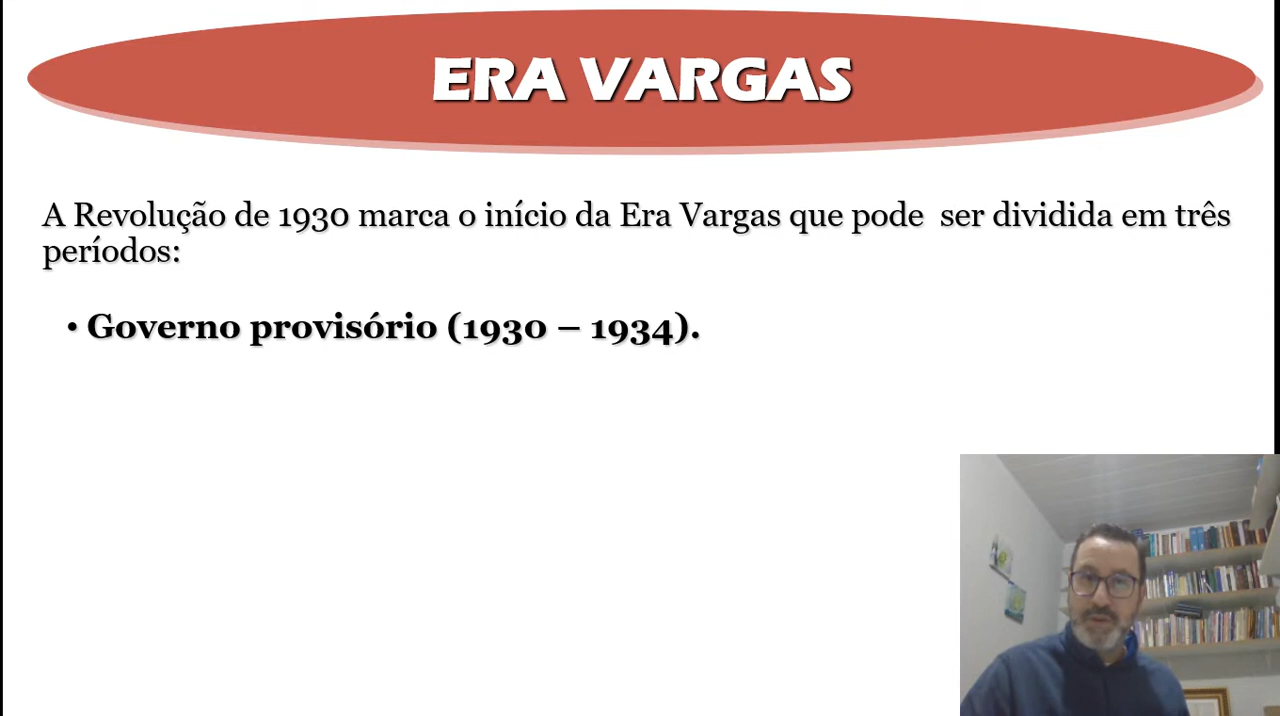 ERA VARGAS
A Revolução de 1930 marca o início da Era Vargas que pode ser dividida em três
períodos:
• Governo provisório (1930 – 1934).